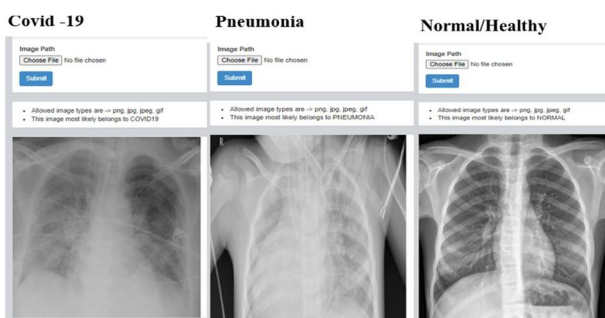 Covid -19
Image Path
Choose File No file chosen
Submit
Allowed image types are -> png, jpg, jpeg, gif
This image most likely belongs to COVID19
Pneumonia
Image Path
Choose File No file chosen
Submit
Allowed image types are -> png, jpg, jpeg, gif
This image most likely belongs to PNEUMONIA
R
Normal/Healthy
Image Path
Choose File No file chosen
Submit
Allowed image types are -> png, jpg, jpeg, gif
This image most likely belongs to NORMAL